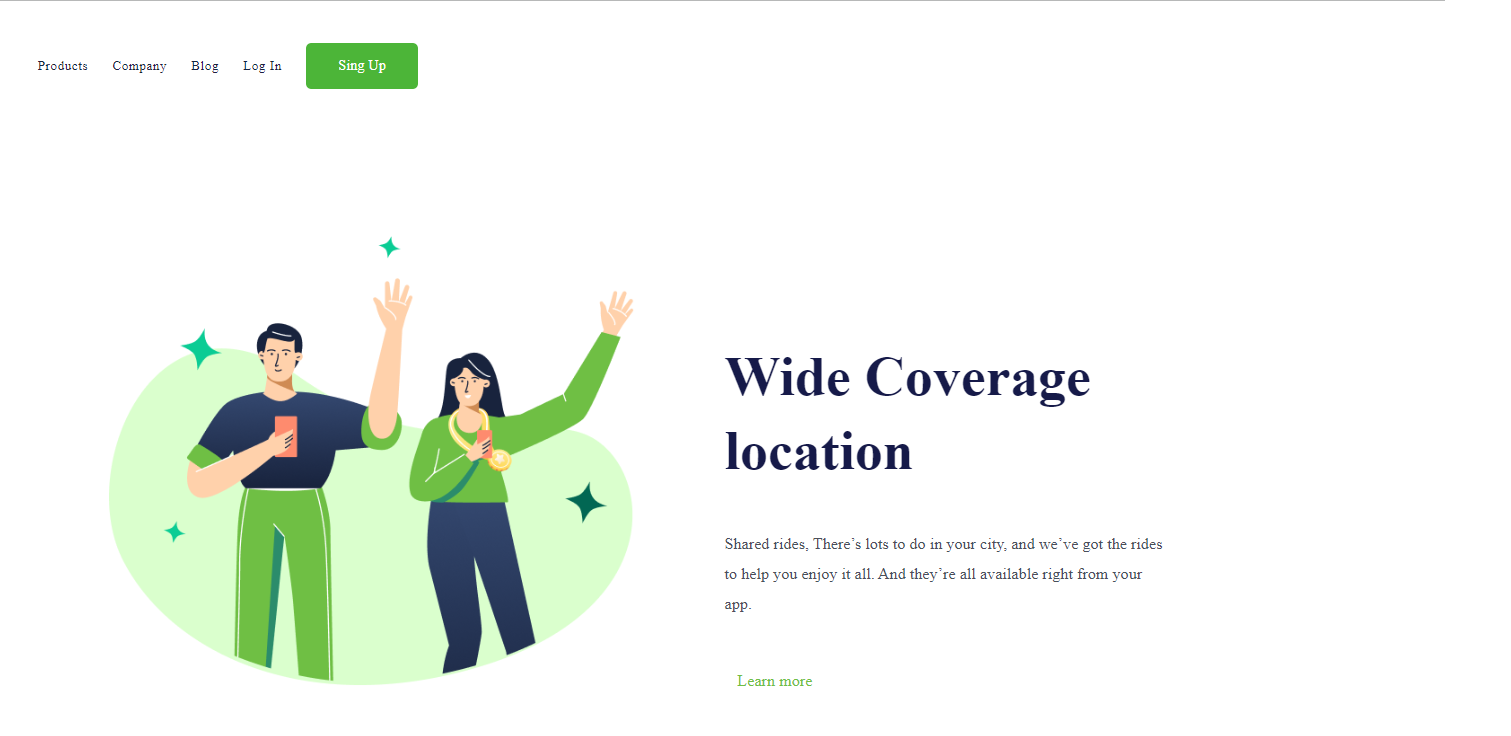 Products Company Blog Log In Sing Up
Wide Coverage
location
Shared rides, There’s lots to do in your city, and we’ve got the rides
to help you enjoy it all. And they’re all available right from your
app.
Learn more